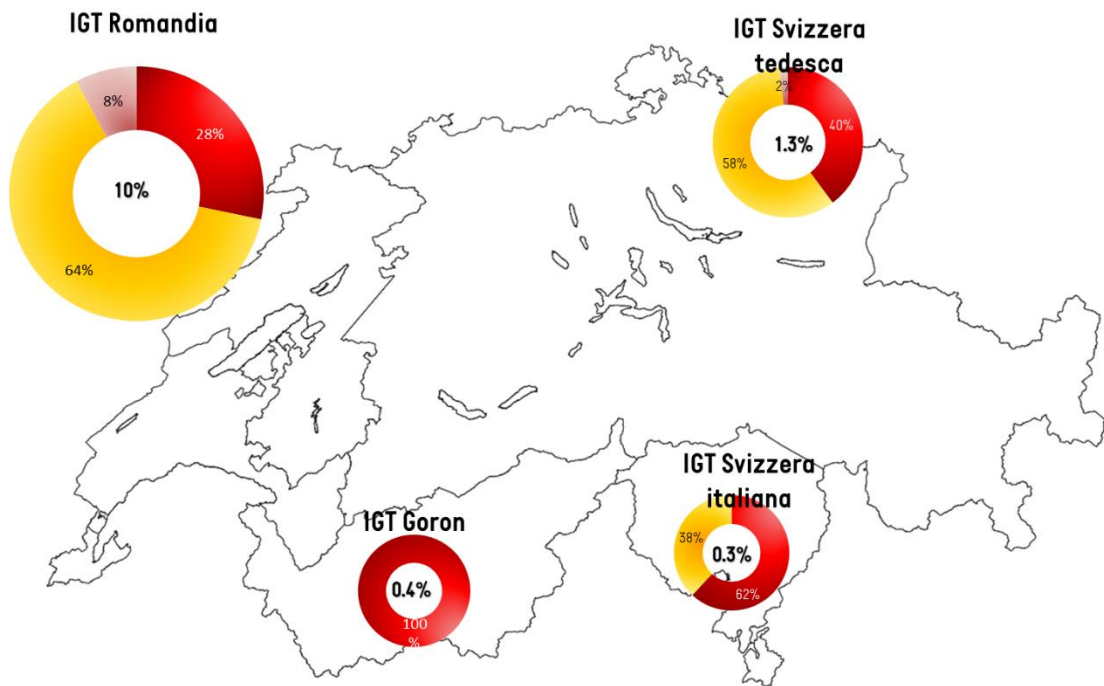 IGT Romandia
8%
28%
10%
64%
IGT Svizzera
tedesca
2%
40%
1.3%
58%
IGT Goron
0.4%
100
%
IGT Svizzera
italiana
38%
0.3%
62%